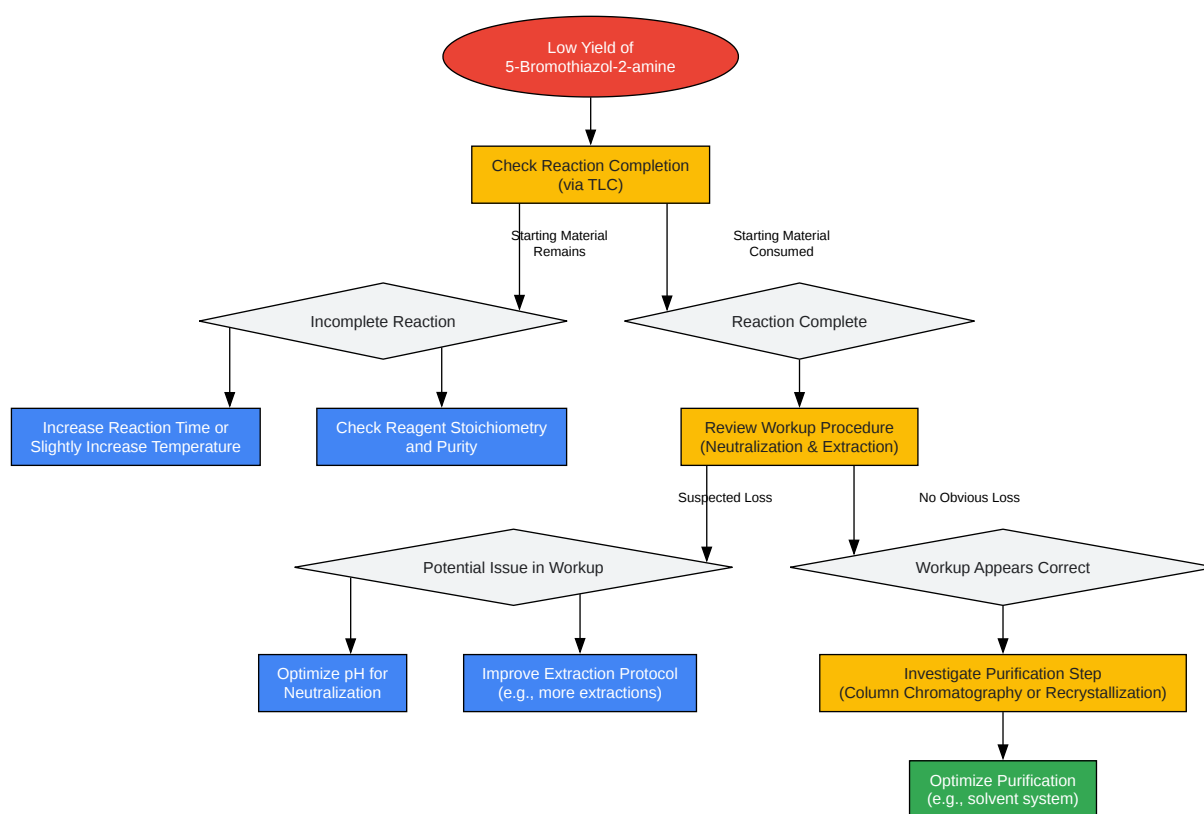 Low Yield of
5-Bromothiazol-2-amine
Check Reaction Completion
(via TLC)
Starting Material
Remains
Starting Material
Consumed
Incomplete Reaction
Reaction Complete
Increase Reaction Time or
Slightly Increase Temperature
Check Reagent Stoichiometry
and Purity
Review Workup Procedure
(Neutralization & Extraction)
Suspected Loss
No Obvious Loss
Potential Issue in Workup
Workup Appears Correct
Optimize pH for
Neutralization
Improve Extraction Protocol
(e.g., more extractions)
Investigate Purification Step
(Column Chromatography or Recrystallization)
Optimize Purification
(e.g., solvent system)